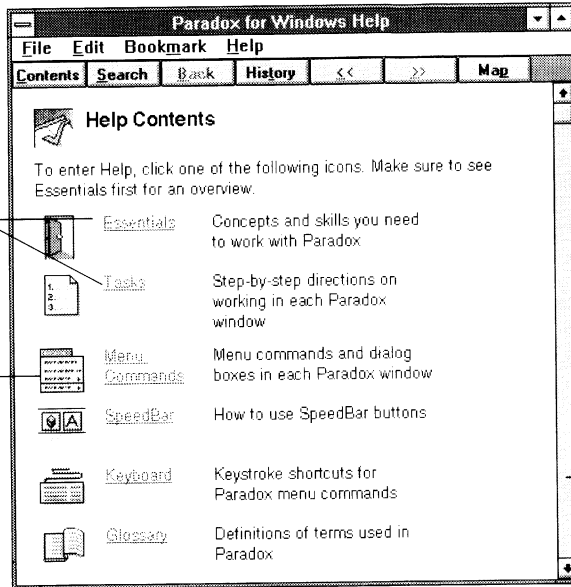 Paradox for Windows Help
File Edit Bookmark Help
Contents Search Back History << >> Map
Help Contents
To enter Help, click one of the following icons. Make sure to see
Essentials first for an overview.
Essentials
Concepts and skills you need
to work with Paradox
1.
2.
3.
Tasks
Step-by-step directions on
working in each Paradox
window
Menu
Commands
Menu commands and dialog
boxes in each Paradox window
A
SpeedBar
How to use SpeedBar buttons
Keyboard
Keystroke shortcuts for
Paradox menu commands
Glossary
Definitions of terms used in
Paradox